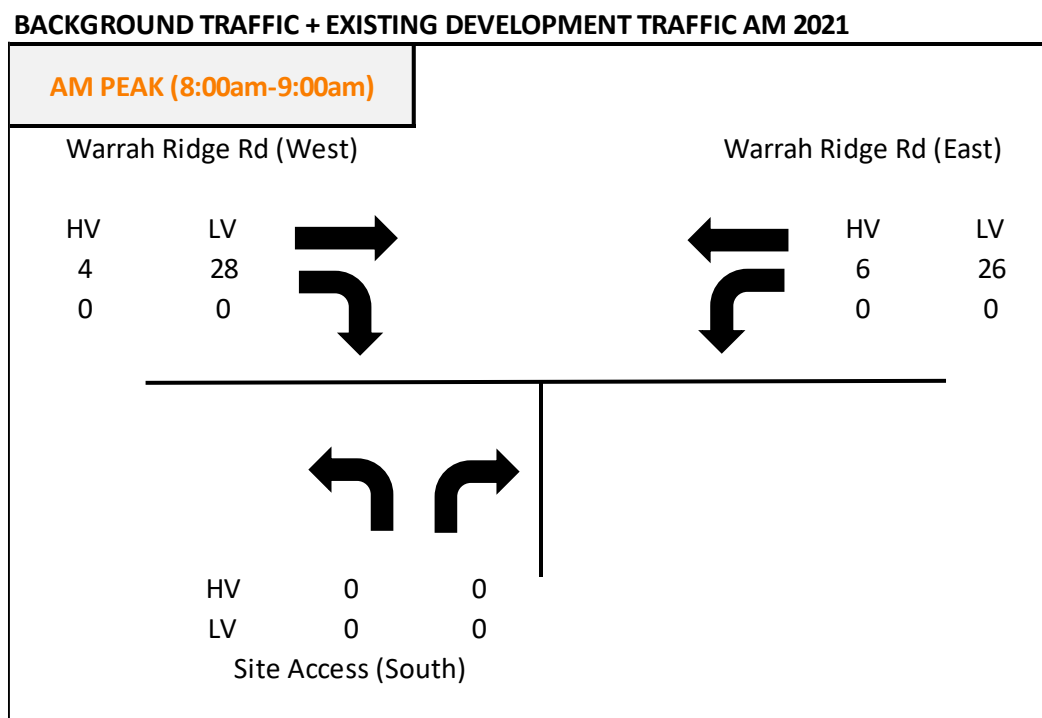 BACKGROUND TRAFFIC + EXISTING DEVELOPMENT TRAFFIC AM 2021
AM PEAK (8:00am-9:00am)
Warrah Ridge Rd (West) Warrah Ridge Rd (East)
HV LV HV LV
4 28 6 26
0 0 0 0
HV 0 0
LV 0 0
Site Access (South)